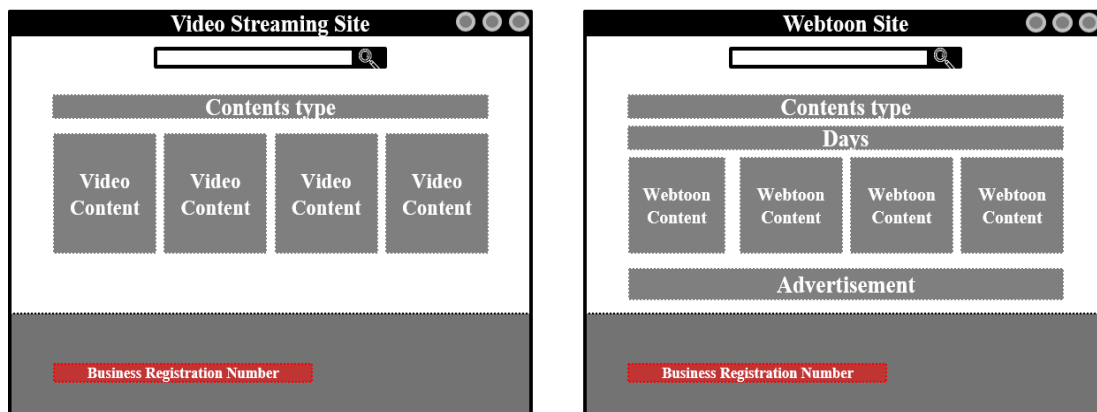 Video Streaming Site
Contents type
Video Content
Video Content
Video Content
Video Content
Business Registration Number
Webtoon Site
Contents type
Days
Webtoon Content
Webtoon Content
Webtoon Content
Webtoon Content
Advertisement
Business Registration Number